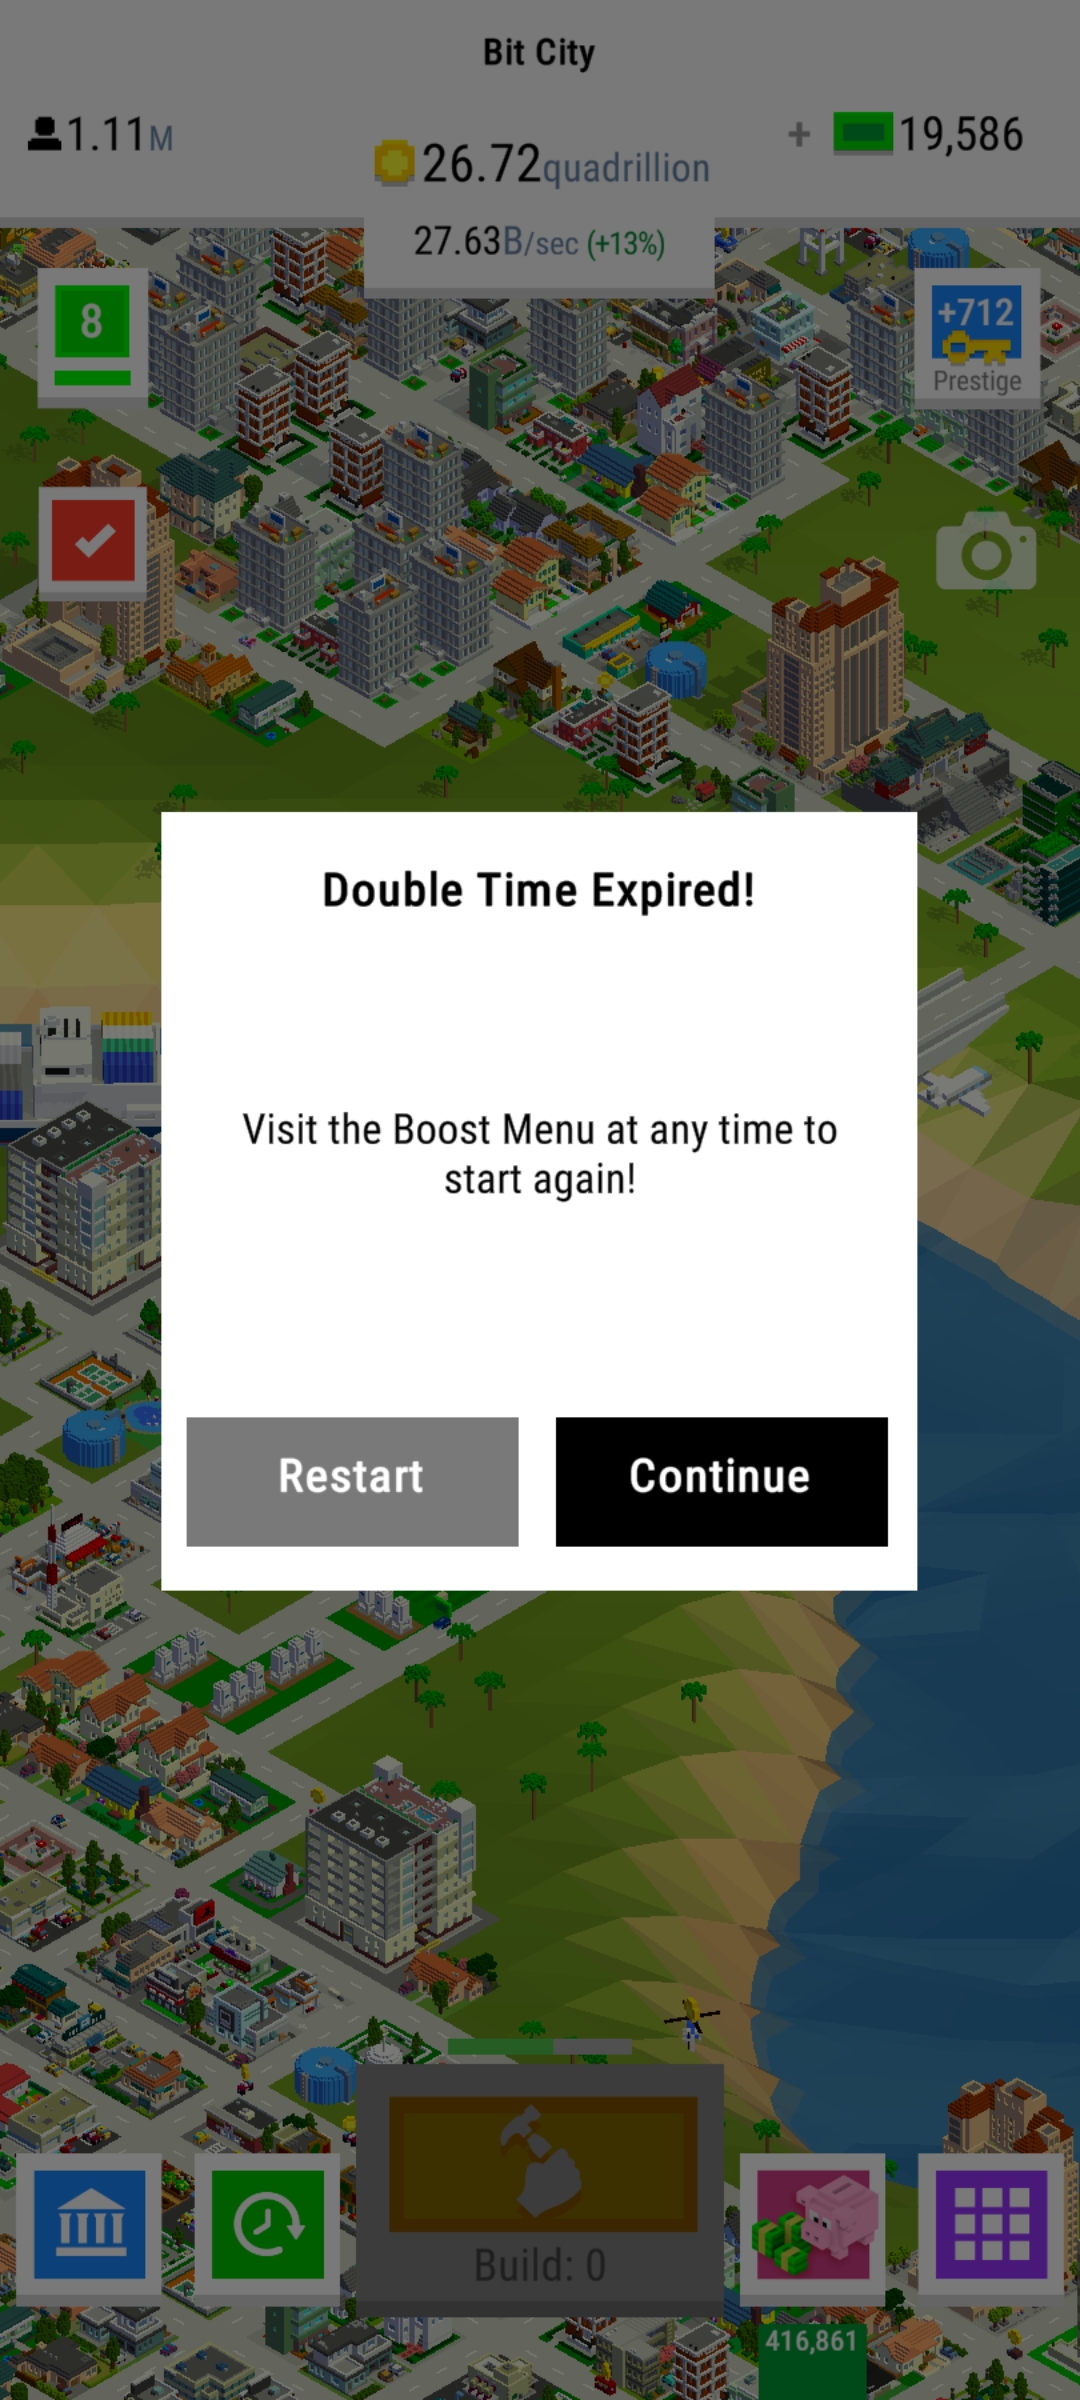 Bit City
1.11M
26.72quadrillion
+ 19,586
27.63B/sec (+13%)
8
+712
Prestige
Double Time Expired!
Visit the Boost Menu at any time to
start again!
Restart
Continue
Build: 0
416,861